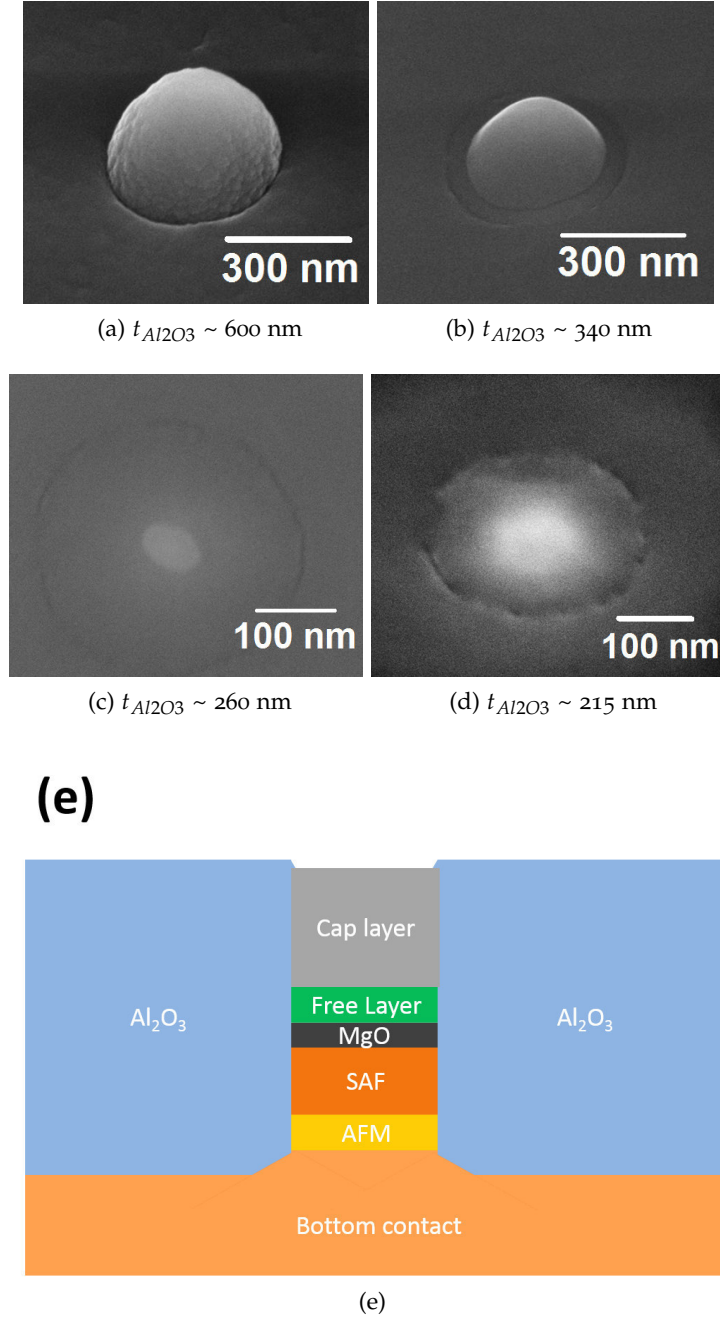 300 nm
300 nm
(a) t_Al2O3 ~ 600 nm
(b) t_Al2O3 ~ 340 nm
100 nm
100 nm
(c) t_Al2O3 ~ 260 nm
(d) t_Al2O3 ~ 215 nm
(e)
Cap layer
Free Layer
Al₂O₃
Al₂O₃
MgO
SAF
AFM
Bottom contact
(e)